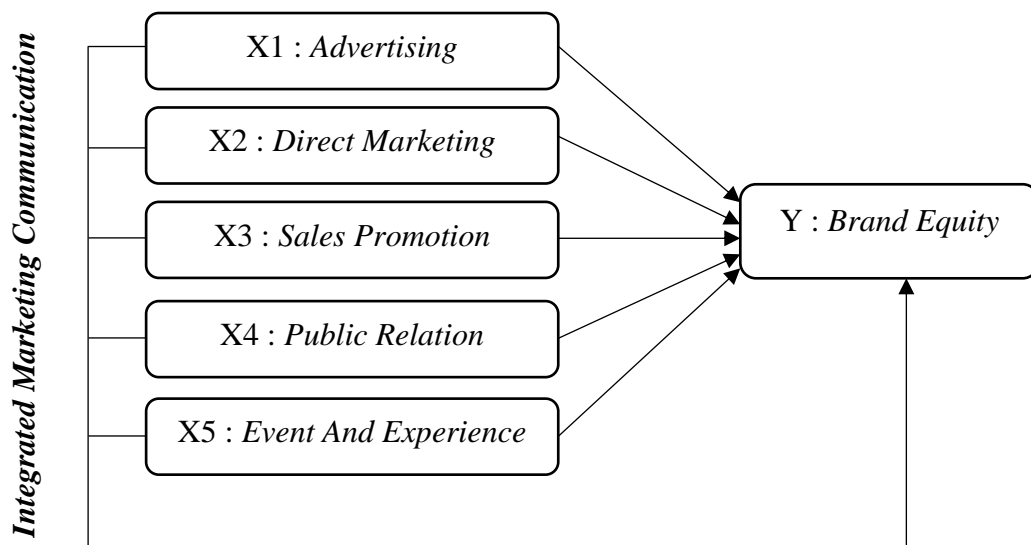 Integrated Marketing Communication
X1 : Advertising
X2 : Direct Marketing
X3 : Sales Promotion
Y : Brand Equity
X4 : Public Relation
X5 : Event And Experience